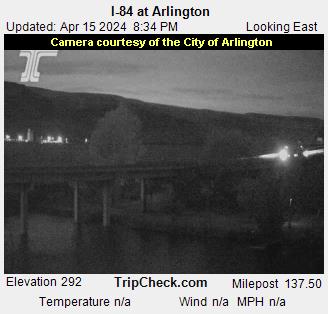 I-84 at Arlington
Updated: Apr 15 2024 8:34 PM Looking East
Camera courtesy of the City of Arlington
Elevation 292 TripCheck.com Milepost 137.50
Temperature n/a Wind n/a MPH n/a